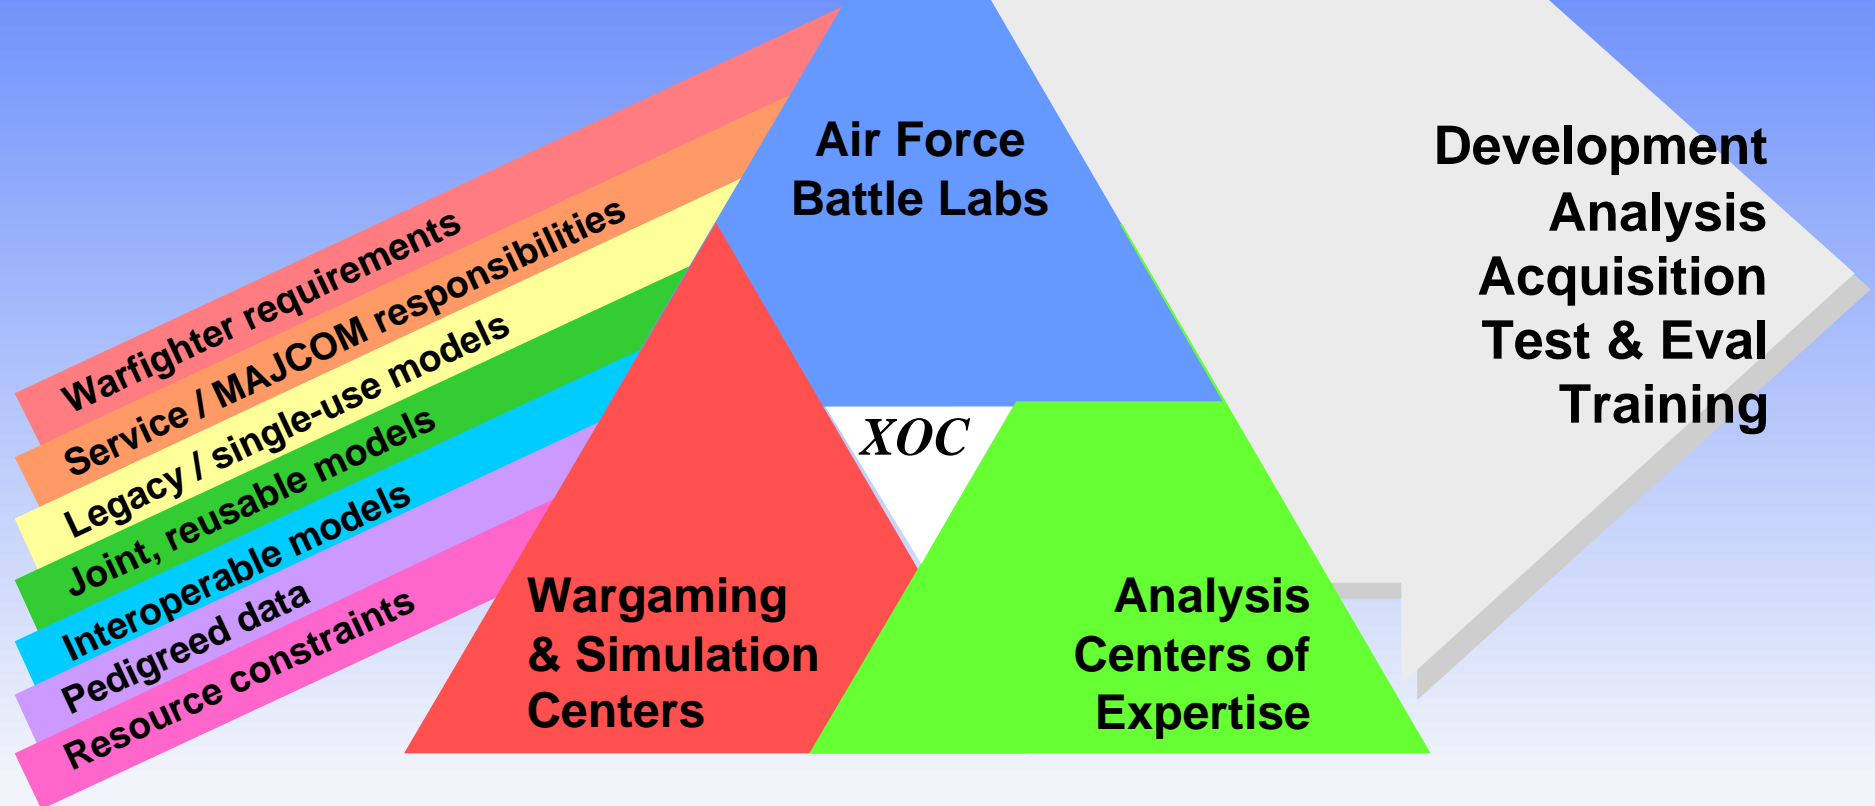 Warfighter requirements
Service / MAJCOM responsibilities
Legacy / single-use models
Joint, reusable models
Interoperable models
Pedigreed data
Resource constraints
Air Force
Battle Labs
XOC
Wargaming
& Simulation
Centers
Analysis
Centers of
Expertise
Development
Analysis
Acquisition
Test & Eval
Training